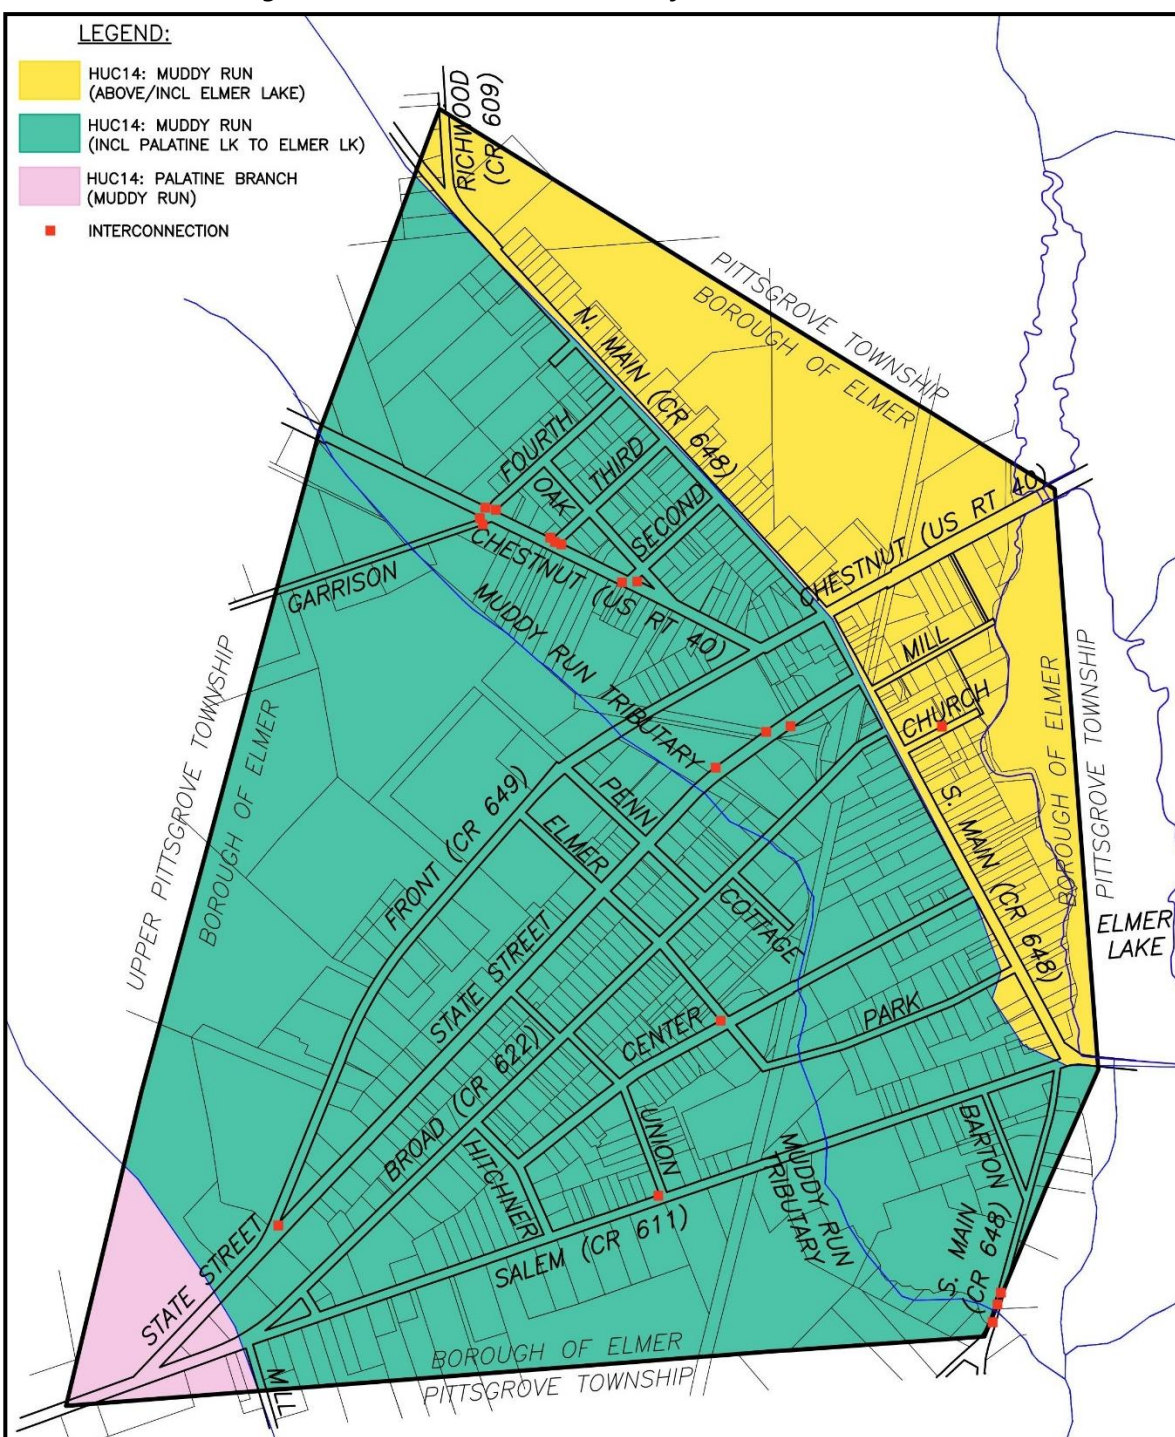 LEGEND:
HUC14: MUDDY RUN
(ABOVE/INCL ELMER LAKE)
HUC14: MUDDY RUN
(INCL PALATINE LK TO ELMER LK)
HUC14: PALATINE BRANCH
(MUDDY RUN)
INTERCONNECTION
RICHWOOD
(CR 609)
PITTSGROVE TOWNSHIP
BOROUGH OF ELMER
N. MAIN (CR 648)
FOURTH
THIRD
OAK
SECOND
CHESTNUT (US RT 40)
CHESTNUT (US RT 40)
GARRISON
MUDDY RUN TRIBUTARY
MILL
CHURCH
UPPER PITTSGROVE TOWNSHIP
BOROUGH OF ELMER
BOROUGH OF ELMER
PITTSGROVE TOWNSHIP
S. MAIN (CR 648)
PENN
ELMER
FRONT (CR 649)
COTTAGE
ELMER
LAKE
STATE STREET
PARK
CENTER
BROAD (CR 622)
UNION
HITCHNER
BARTON
MUDDY RUN
TRIBUTARY
S. MAIN
(CR 648)
SALEM (CR 611)
STATE STREET
MILL
BOROUGH OF ELMER
PITTSGROVE TOWNSHIP